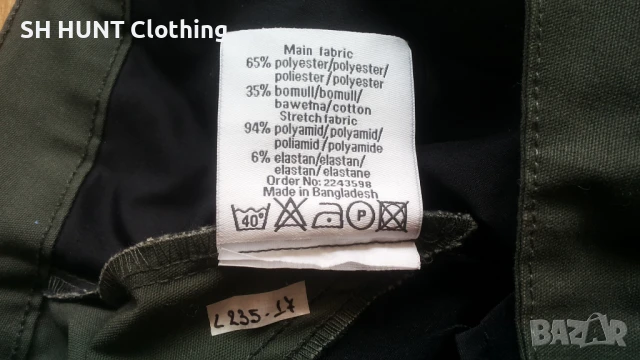 SH HUNT Clothing
Main fabric
65% polyester/polyester/
poliester/polyester
35% bomull/bomull/
bawełna/cotton
Stretch fabric
94% polyamid/polyamid/
poliamid/polyamide
6% elastan/elastan/
elastan/elastane
Order No: 2243598
Made in Bangladesh
40° P
L235-17
BAZAR